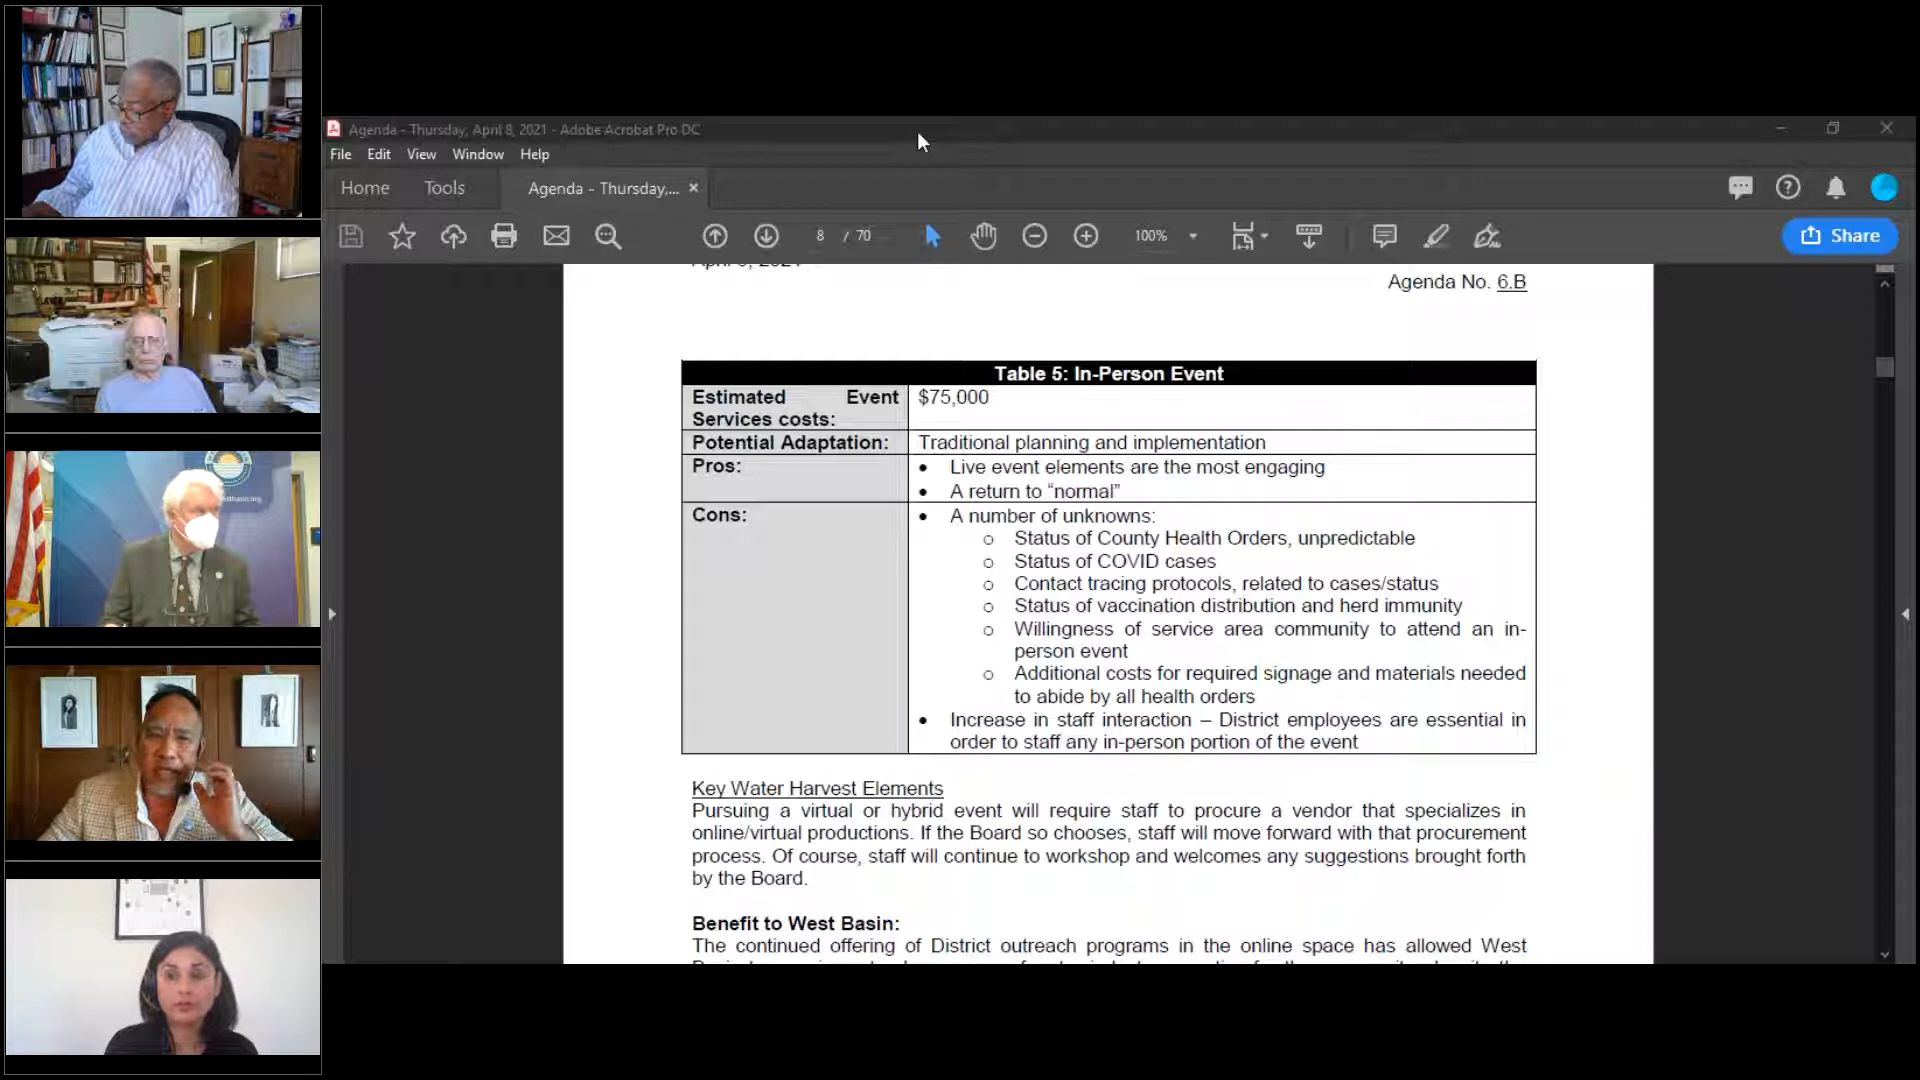 Agenda - Thursday, April 8, 2021 - Adobe Acrobat Pro DC
File Edit View Window Help
Home Tools Agenda - Thursday,... ×
8 / 70 100% Share
Agenda No. 6.B
Table 5: In-Person Event
Estimated Event $75,000
Services costs:
Potential Adaptation: Traditional planning and implementation
Pros: • Live event elements are the most engaging
• A return to “normal”
Cons: • A number of unknowns:
o Status of County Health Orders, unpredictable
o Status of COVID cases
o Contact tracing protocols, related to cases/status
o Status of vaccination distribution and herd immunity
o Willingness of service area community to attend an in-
person event
o Additional costs for required signage and materials needed
to abide by all health orders
• Increase in staff interaction – District employees are essential in
order to staff any in-person portion of the event
Key Water Harvest Elements
Pursuing a virtual or hybrid event will require staff to procure a vendor that specializes in
online/virtual productions. If the Board so chooses, staff will move forward with that procurement
process. Of course, staff will continue to workshop and welcomes any suggestions brought forth
by the Board.
Benefit to West Basin:
The continued offering of District outreach programs in the online space has allowed West